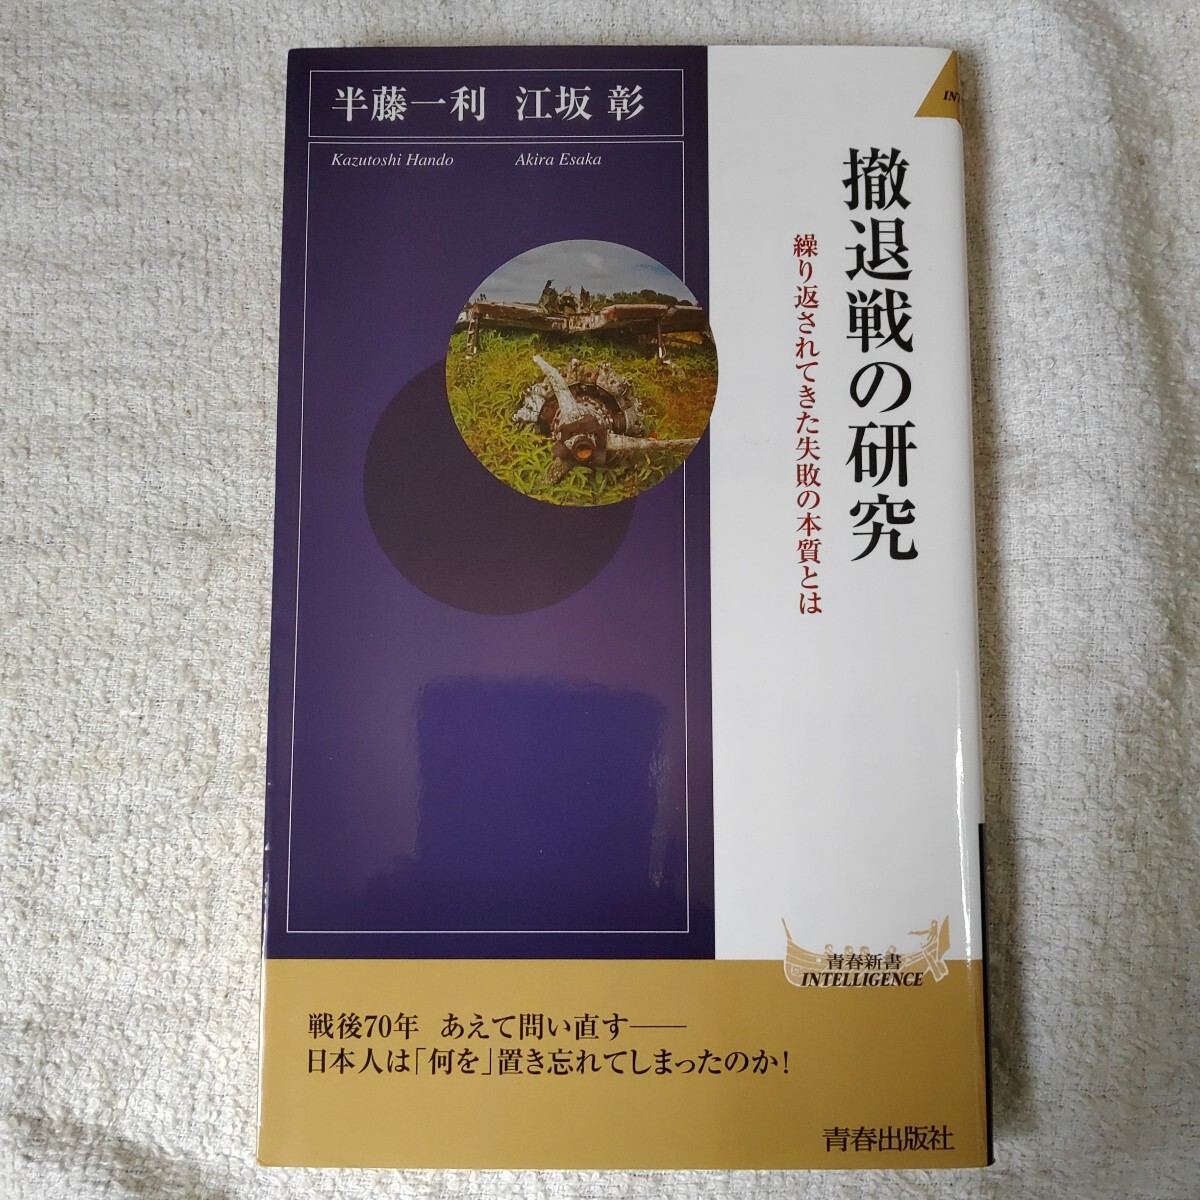 半藤一利 江坂 彰
Kazutoshi Hando Akira Esaka
撤退戦の研究
繰り返されてきた失敗の本質とは
青春新書
INTELLIGENCE
戦後70年 あえて問い直す――
日本人は「何を」置き忘れてしまったのか!
青春出版社